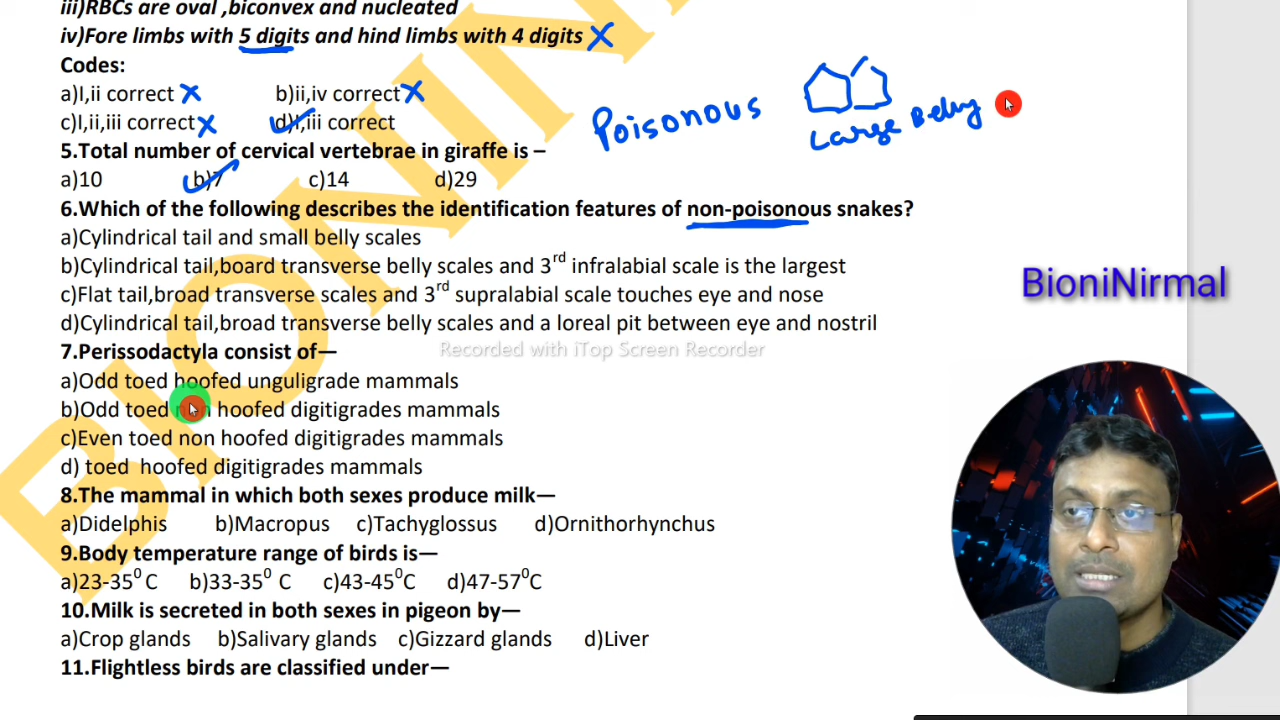 iii)RBCs are oval ,biconvex and nucleated
iv)Fore limbs with 5 digits and hind limbs with 4 digits
Codes:
a)I,ii correct b)ii,iv correct
c)I,ii,iii correct d)I,iii correct
Poisonous
Large Belly
5.Total number of cervical vertebrae in giraffe is –
a)10 b)7 c)14 d)29
6.Which of the following describes the identification features of non-poisonous snakes?
a)Cylindrical tail and small belly scales
b)Cylindrical tail,board transverse belly scales and 3rd infralabial scale is the largest
c)Flat tail,broad transverse scales and 3rd supralabial scale touches eye and nose
d)Cylindrical tail,broad transverse belly scales and a loreal pit between eye and nostril
BioniNirmal
Recorded with iTop Screen Recorder
7.Perissodactyla consist of—
a)Odd toed hoofed unguligrade mammals
b)Odd toed non hoofed digitigrades mammals
c)Even toed non hoofed digitigrades mammals
d) toed hoofed digitigrades mammals
8.The mammal in which both sexes produce milk—
a)Didelphis b)Macropus c)Tachyglossus d)Ornithorhynchus
9.Body temperature range of birds is—
a)23-35⁰C b)33-35⁰ C c)43-45⁰C d)47-57⁰C
10.Milk is secreted in both sexes in pigeon by—
a)Crop glands b)Salivary glands c)Gizzard glands d)Liver
11.Flightless birds are classified under—
BIONIN